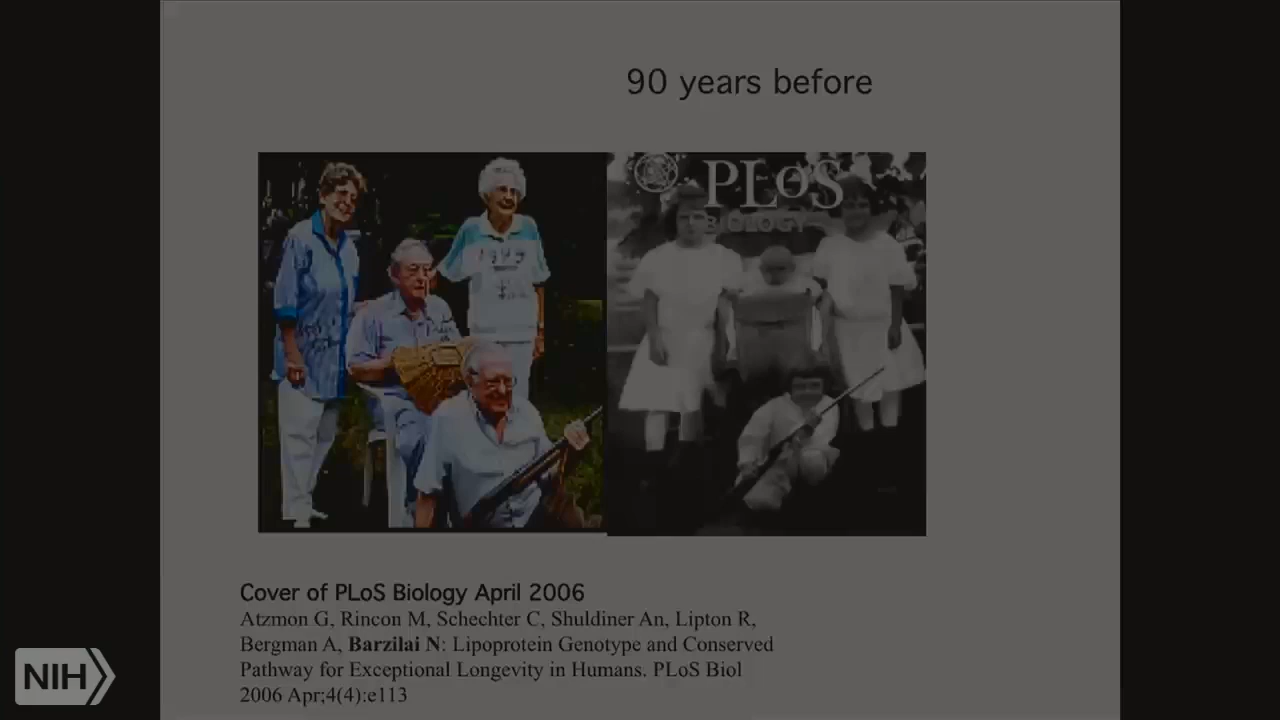 90 years before
PLoS
BIOLOGY
Cover of PLoS Biology April 2006
Atzmon G, Rincon M, Schechter C, Shuldiner An, Lipton R,
Bergman A, Barzilai N: Lipoprotein Genotype and Conserved
Pathway for Exceptional Longevity in Humans. PLoS Biol
2006 Apr;4(4):e113
NIH